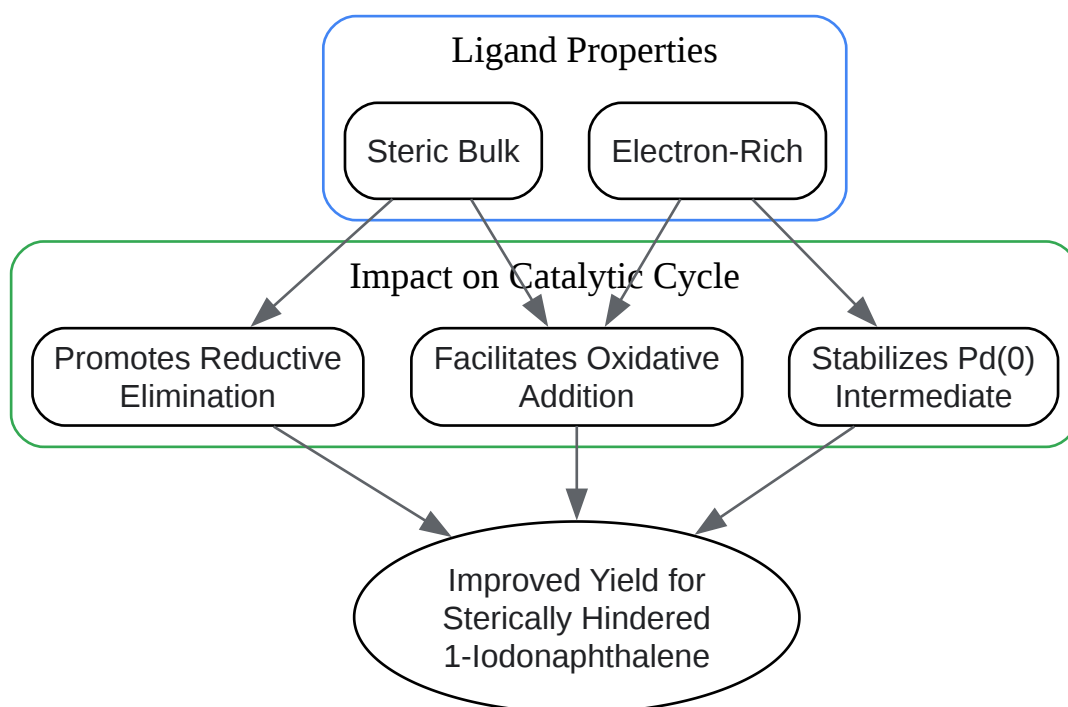 Ligand Properties
Steric Bulk
Electron-Rich
Impact on Catalytic Cycle
Promotes Reductive
Elimination
Facilitates Oxidative
Addition
Stabilizes Pd(0)
Intermediate
Improved Yield for
Sterically Hindered
1-Iodonaphthalene